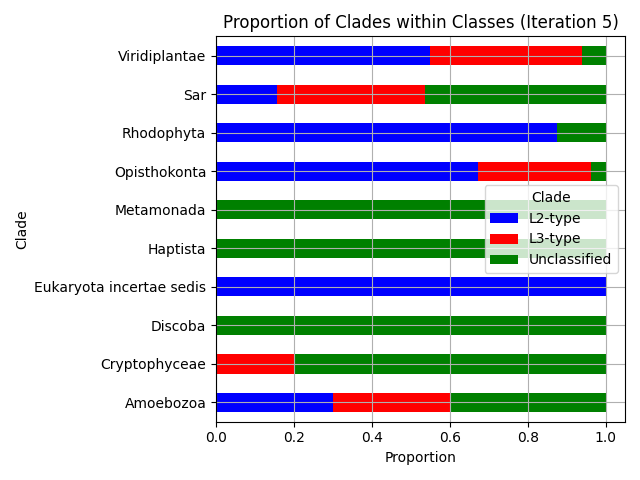 Proportion of Clades within Classes (Iteration 5)
Viridiplantae
Sar
Rhodophyta
Opisthokonta
Metamonada
Haptista
Eukaryota incertae sedis
Discoba
Cryptophyceae
Amoebozoa
Clade
Clade
L2-type
L3-type
Unclassified
0.0 0.2 0.4 0.6 0.8 1.0
Proportion